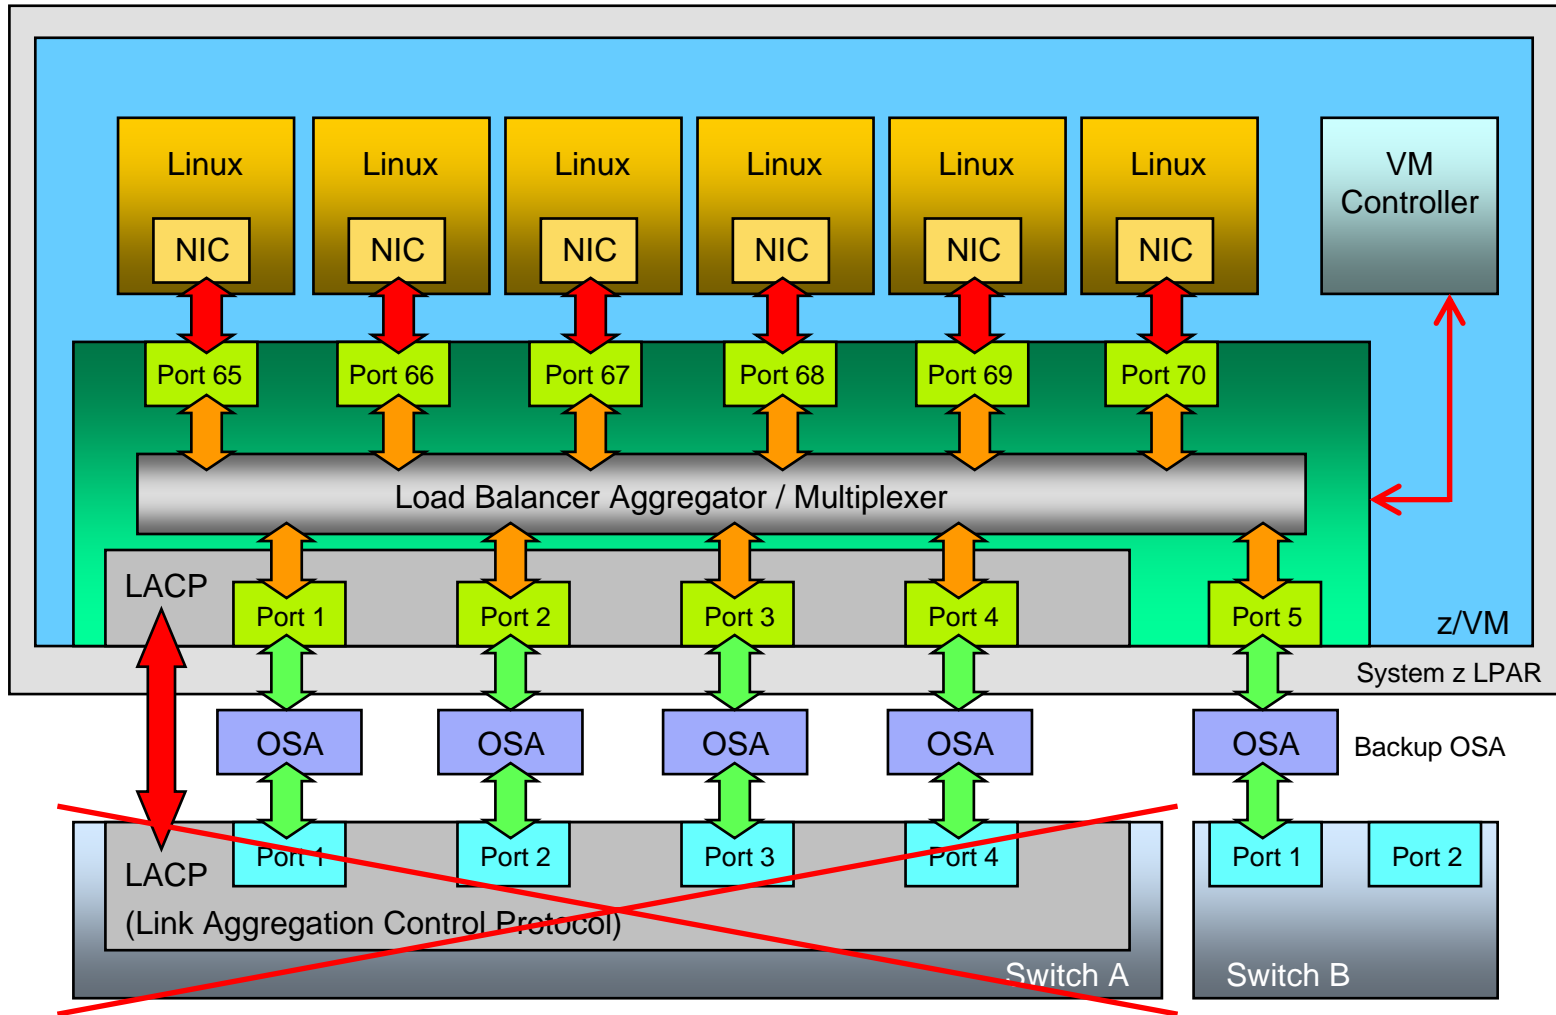 Linux
Linux
Linux
Linux
Linux
Linux
VM
Controller
NIC
NIC
NIC
NIC
NIC
NIC
Port 65
Port 66
Port 67
Port 68
Port 69
Port 70
Load Balancer Aggregator / Multiplexer
LACP
Port 1
Port 2
Port 3
Port 4
Port 5
z/VM
System z LPAR
OSA
OSA
OSA
OSA
OSA
Backup OSA
Port 1
Port 2
Port 3
Port 4
Port 1
Port 2
LACP
(Link Aggregation Control Protocol)
Switch A
Switch B